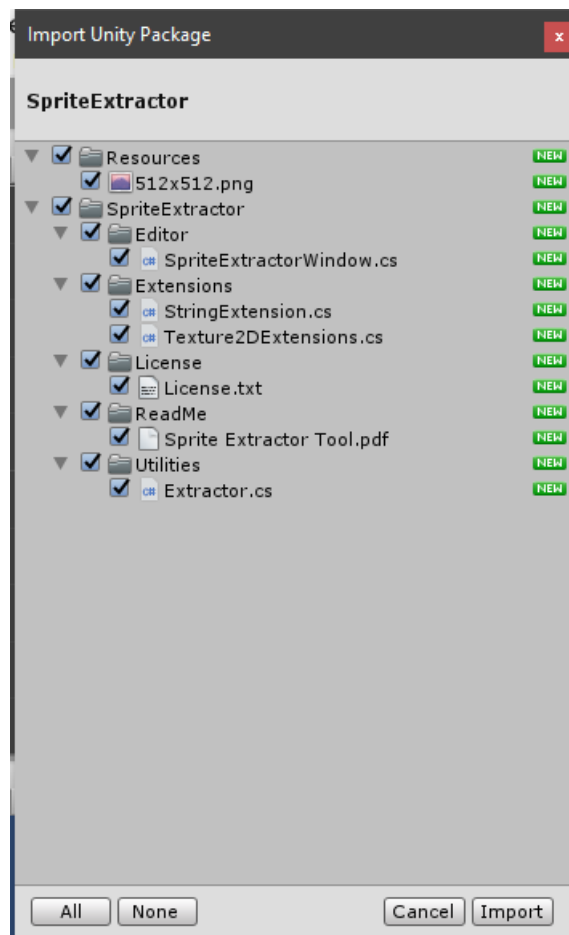 Import Unity Package
x
SpriteExtractor
Resources NEW
512x512.png NEW
SpriteExtractor NEW
Editor NEW
c# SpriteExtractorWindow.cs NEW
Extensions NEW
c# StringExtension.cs NEW
c# Texture2DExtensions.cs NEW
License NEW
License.txt NEW
ReadMe NEW
Sprite Extractor Tool.pdf NEW
Utilities NEW
c# Extractor.cs NEW
All None Cancel Import